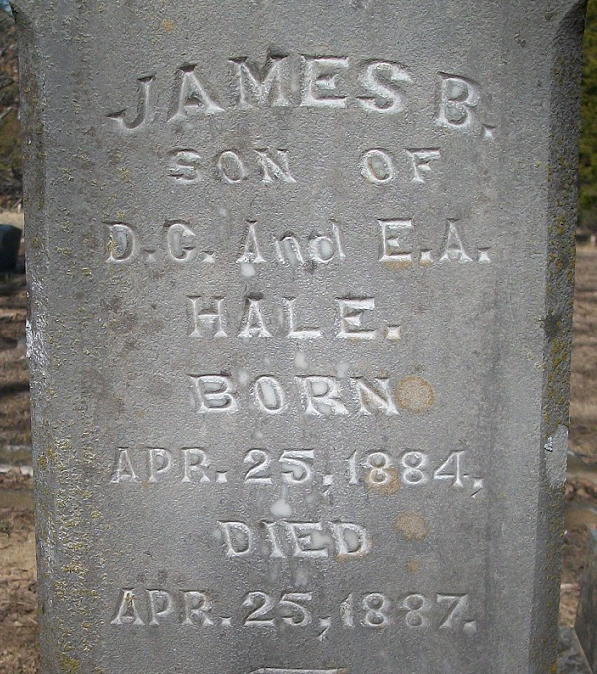 JAMES B.
SON OF
D.C. And E.A.
HALE.
BORN
APR. 25, 1884,
DIED
APR. 25, 1887.